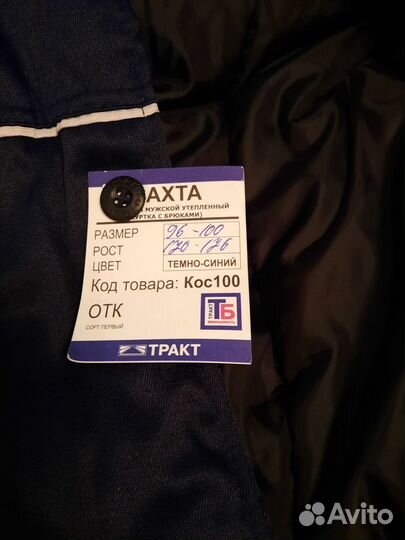 АХТА
МУЖСКОЙ УТЕПЛЕННЫЙ
УРТКА С БРЮКАМИ)
РАЗМЕР 96-100
РОСТ 170-176
ЦВЕТ ТЕМНО-СИНИЙ
Код товара: Кос100
ОТК
СОРТ ПЕРВЫЙ
ТРАКТ
ТБ
ТРАКТ
Avito